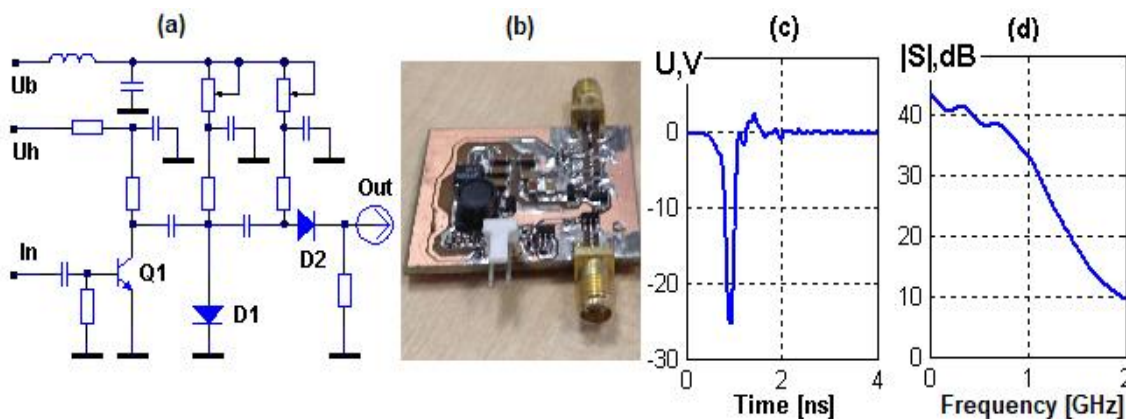 (a)
Ub
Uh
In
Q1
D1
D2
Out
(b)
(c)
U,V
0
-10
-20
-30
0
2
4
Time [ns]
(d)
|S|,dB
40
30
20
10
0
0
1
2
Frequency [GHz]